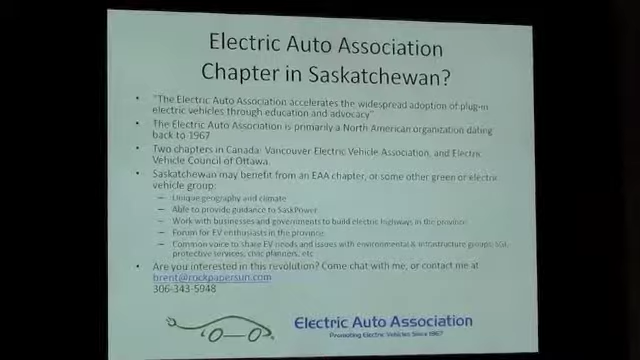 Electric Auto Association
Chapter in Saskatchewan?
• "The Electric Auto Association accelerates the widespread adoption of plug-in
electric vehicles through education and advocacy"
• The Electric Auto Association is primarily a North American organization dating
back to 1967
• Two chapters in Canada: Vancouver Electric Vehicle Association, and Electric
Vehicle Council of Ottawa.
• Saskatchewan may benefit from an EAA chapter, or some other green or electric
vehicle group:
– Unique geography and climate
– Able to provide guidance to SaskPower
– Work with businesses and governments to build electric highways in the province
– Forum for EV enthusiasts in the province
– Common voice to share EV needs and issues with environmental & infrastructure groups, SGI,
protective services, civic planners, etc
• Are you interested in this revolution? Come chat with me, or contact me at
brent@rockpapersun.com
306-343-5948
Electric Auto Association
Promoting Electric Vehicles Since 1967